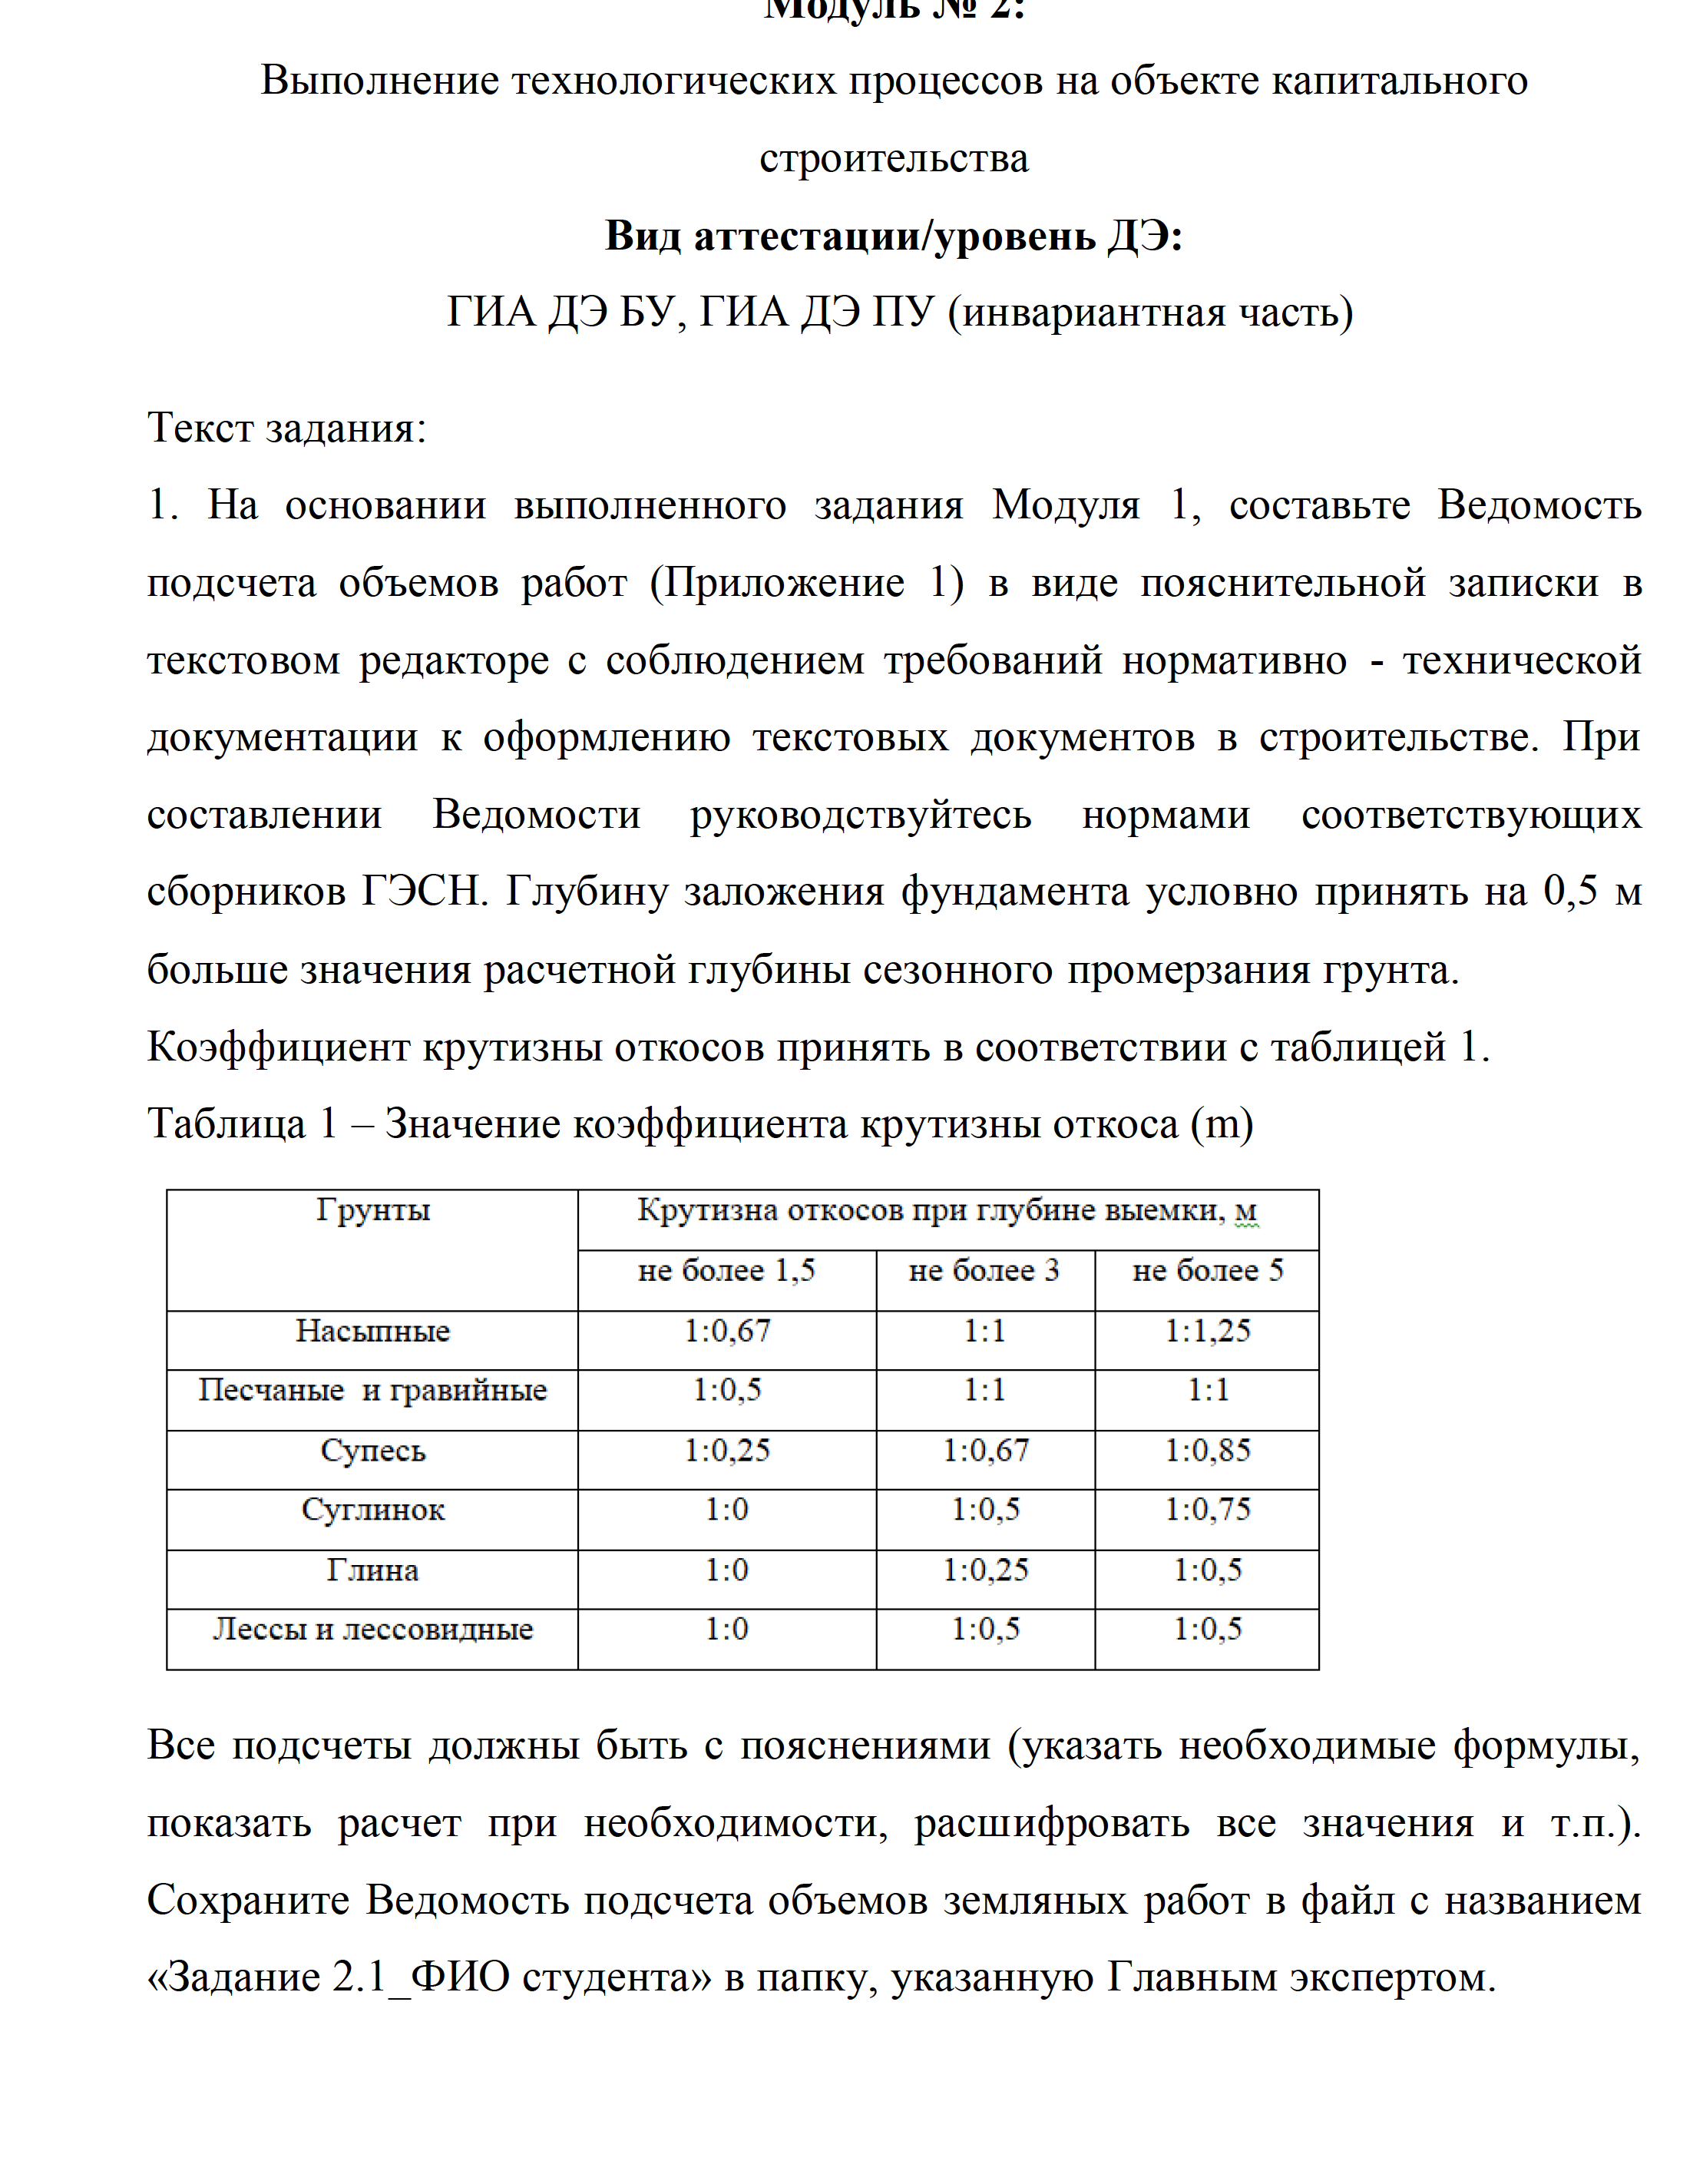 Модуль № 2:
Выполнение технологических процессов на объекте капитального
строительства
Вид аттестации/уровень ДЭ:
ГИА ДЭ БУ, ГИА ДЭ ПУ (инвариантная часть)
Текст задания:
1. На основании выполненного задания Модуля 1, составьте Ведомость
подсчета объемов работ (Приложение 1) в виде пояснительной записки в
текстовом редакторе с соблюдением требований нормативно - технической
документации к оформлению текстовых документов в строительстве. При
составлении Ведомости руководствуйтесь нормами соответствующих
сборников ГЭСН. Глубину заложения фундамента условно принять на 0,5 м
больше значения расчетной глубины сезонного промерзания грунта.
Коэффициент крутизны откосов принять в соответствии с таблицей 1.
Таблица 1 – Значение коэффициента крутизны откоса (m)
Грунты Крутизна откосов при глубине выемки, м
не более 1,5 не более 3 не более 5
Насыпные 1:0,67 1:1 1:1,25
Песчаные и гравийные 1:0,5 1:1 1:1
Супесь 1:0,25 1:0,67 1:0,85
Суглинок 1:0 1:0,5 1:0,75
Глина 1:0 1:0,25 1:0,5
Лессы и лессовидные 1:0 1:0,5 1:0,5
Все подсчеты должны быть с пояснениями (указать необходимые формулы,
показать расчет при необходимости, расшифровать все значения и т.п.).
Сохраните Ведомость подсчета объемов земляных работ в файл с названием
«Задание 2.1_ФИО студента» в папку, указанную Главным экспертом.